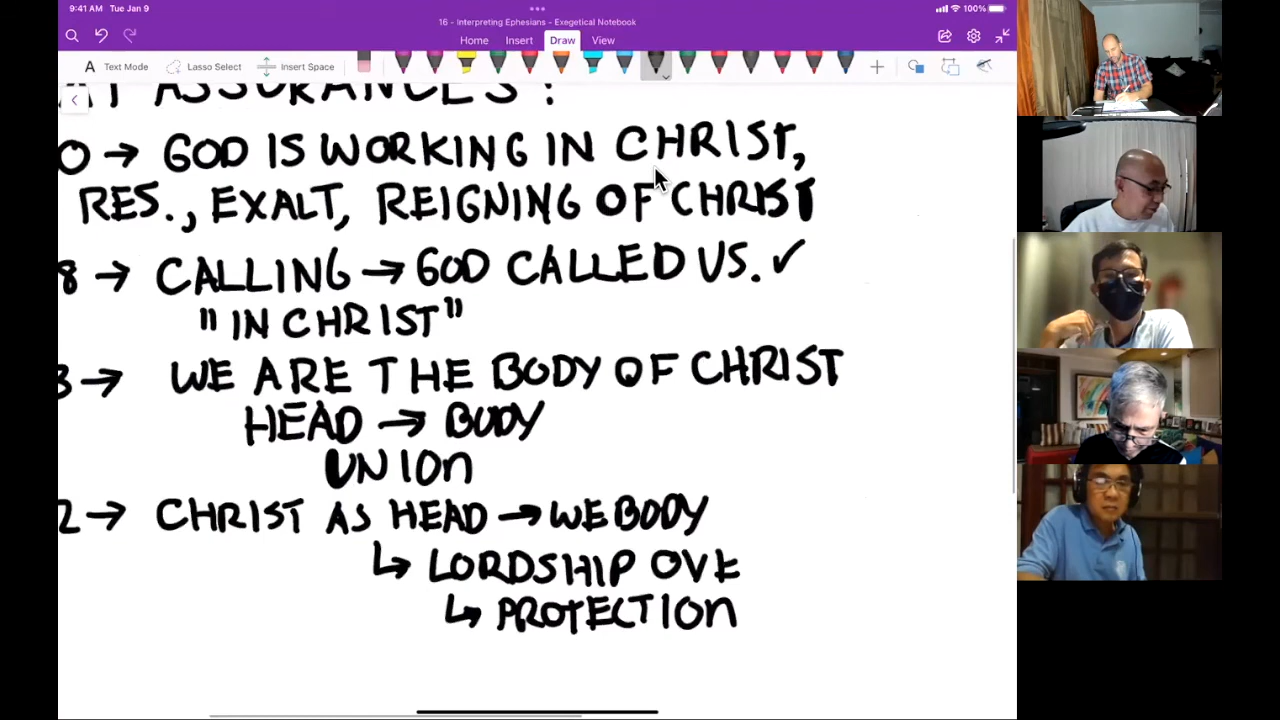 9:41 AM Tue Jan 9
100%
16 - Interpreting Ephesians - Exegetical Notebook
Home Insert Draw View
A Text Mode Lasso Select Insert Space
ASSURANCES?
0 → GOD IS WORKING IN CHRIST,
RES., EXALT, REIGNING OF CHRIST
8 → CALLING → GOD CALLED US. ✓
"IN CHRIST"
3 → WE ARE THE BODY OF CHRIST
HEAD → BODY
UNION
2 → CHRIST AS HEAD → WE BODY
↳ LORDSHIP OVE
↳ PROTECTION